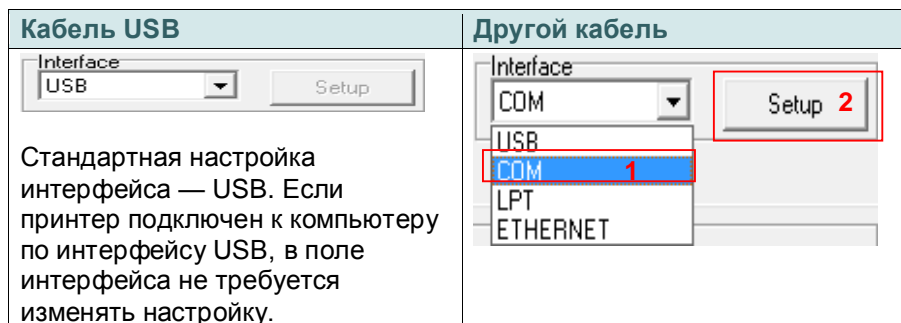 Кабель USB
Interface
USB
Setup
Стандартная настройка
интерфейса — USB. Если
принтер подключен к компьютеру
по интерфейсу USB, в поле
интерфейса не требуется
изменять настройку.
Другой кабель
Interface
COM
Setup 2
USB
COM 1
LPT
ETHERNET